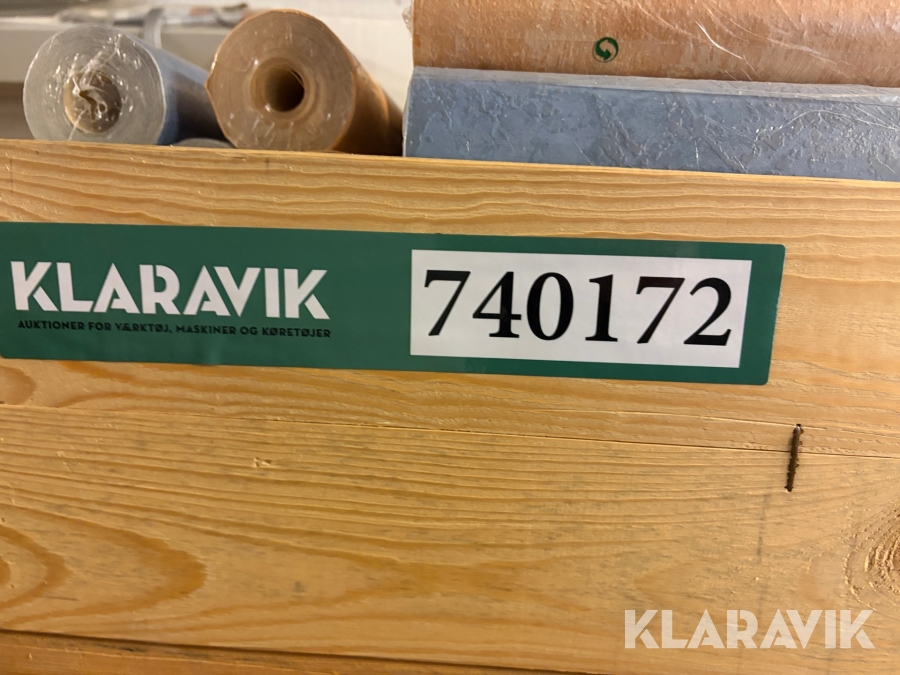 KLARAVIK
AUKTIONER FOR VÆRKTØJ, MASKINER OG KØRETØJER
740172
KLARAVIK